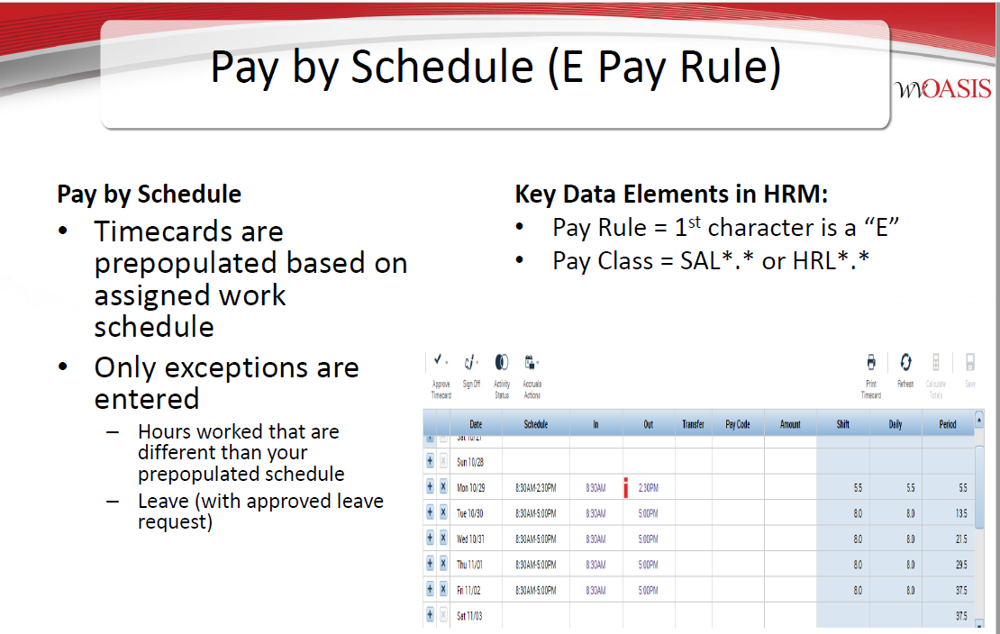 Pay by Schedule (E Pay Rule)
wvOASIS
Pay by Schedule
• Timecards are
prepopulated based on
assigned work
schedule
• Only exceptions are
entered
– Hours worked that are
different than your
prepopulated schedule
– Leave (with approved leave
request)
Key Data Elements in HRM:
• Pay Rule = 1st character is a “E”
• Pay Class = SAL*.* or HRL*.*
Approve Timecard Sign Off Activity Status Accruals Actions Print Timecard Refresh Calculate Totals Save
Date Schedule In Out Transfer Pay Code Amount Shift Daily Period
Sat 10/27
Sun 10/28
Mon 10/29 8:30AM-2:30PM 8:30AM 2:30PM 5.5 5.5 5.5
Tue 10/30 8:30AM-5:00PM 8:30AM 5:00PM 8.0 8.0 13.5
Wed 10/31 8:30AM-5:00PM 8:30AM 5:00PM 8.0 8.0 21.5
Thu 11/01 8:30AM-5:00PM 8:30AM 5:00PM 8.0 8.0 29.5
Fri 11/02 8:30AM-5:00PM 8:30AM 5:00PM 8.0 8.0 37.5
Sat 11/03 37.5